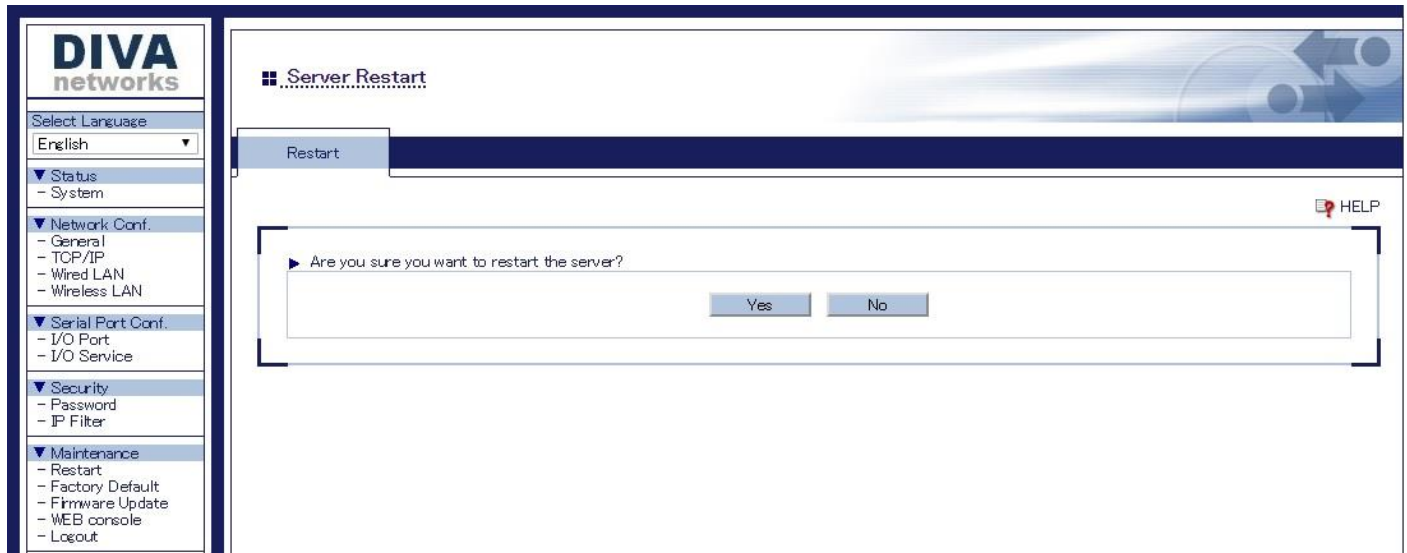 DIVA
networks
Select Language
English
▼ Status
- System
▼ Network Conf.
- General
- TCP/IP
- Wired LAN
- Wireless LAN
▼ Serial Port Conf.
- I/O Port
- I/O Service
▼ Security
- Password
- IP Filter
▼ Maintenance
- Restart
- Factory Default
- Firmware Update
- WEB console
- Logout
Server Restart
Restart
HELP
Are you sure you want to restart the server?
Yes No